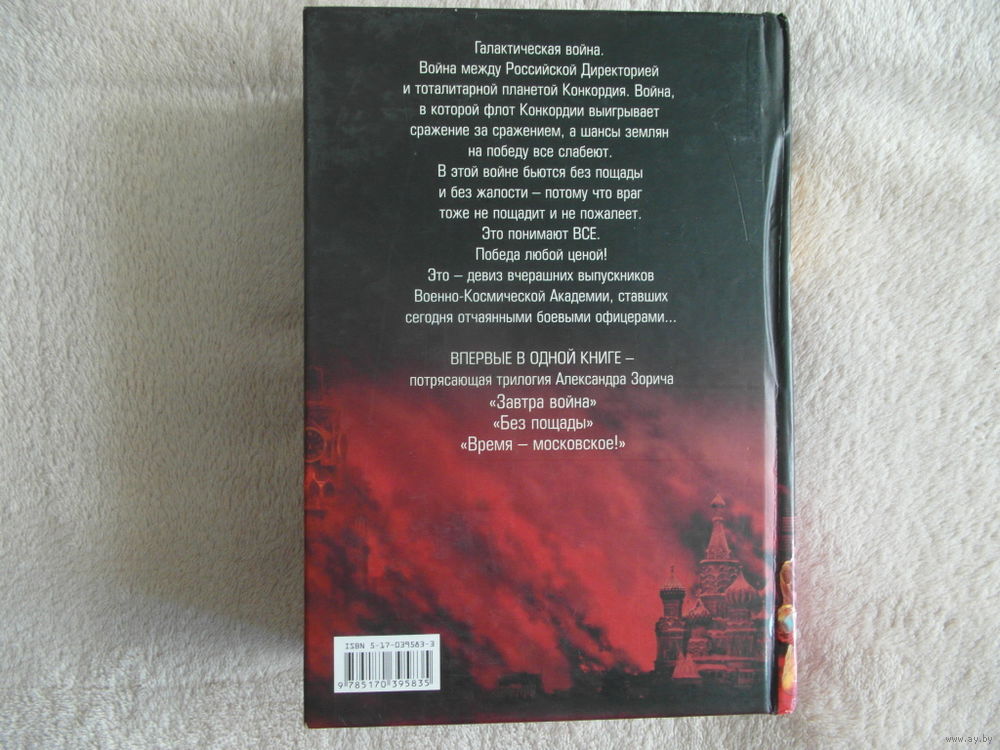 Галактическая война.
Война между Российской Директорией
и тоталитарной планетой Конкордия. Война,
в которой флот Конкордии выигрывает
сражение за сражением, а шансы землян
на победу все слабеют.
В этой войне бьются без пощады
и без жалости – потому что враг
тоже не пощадит и не пожалеет.
Это понимают ВСЕ.
Победа любой ценой!
Это – девиз вчерашних выпускников
Военно-Космической Академии, ставших
сегодня отчаянными боевыми офицерами...
ВПЕРВЫЕ В ОДНОЙ КНИГЕ –
потрясающая трилогия Александра Зорича
«Завтра война»
«Без пощады»
«Время – московское!»
ISBN 5-17-039583-3
9 785170 395835
www.ay.by